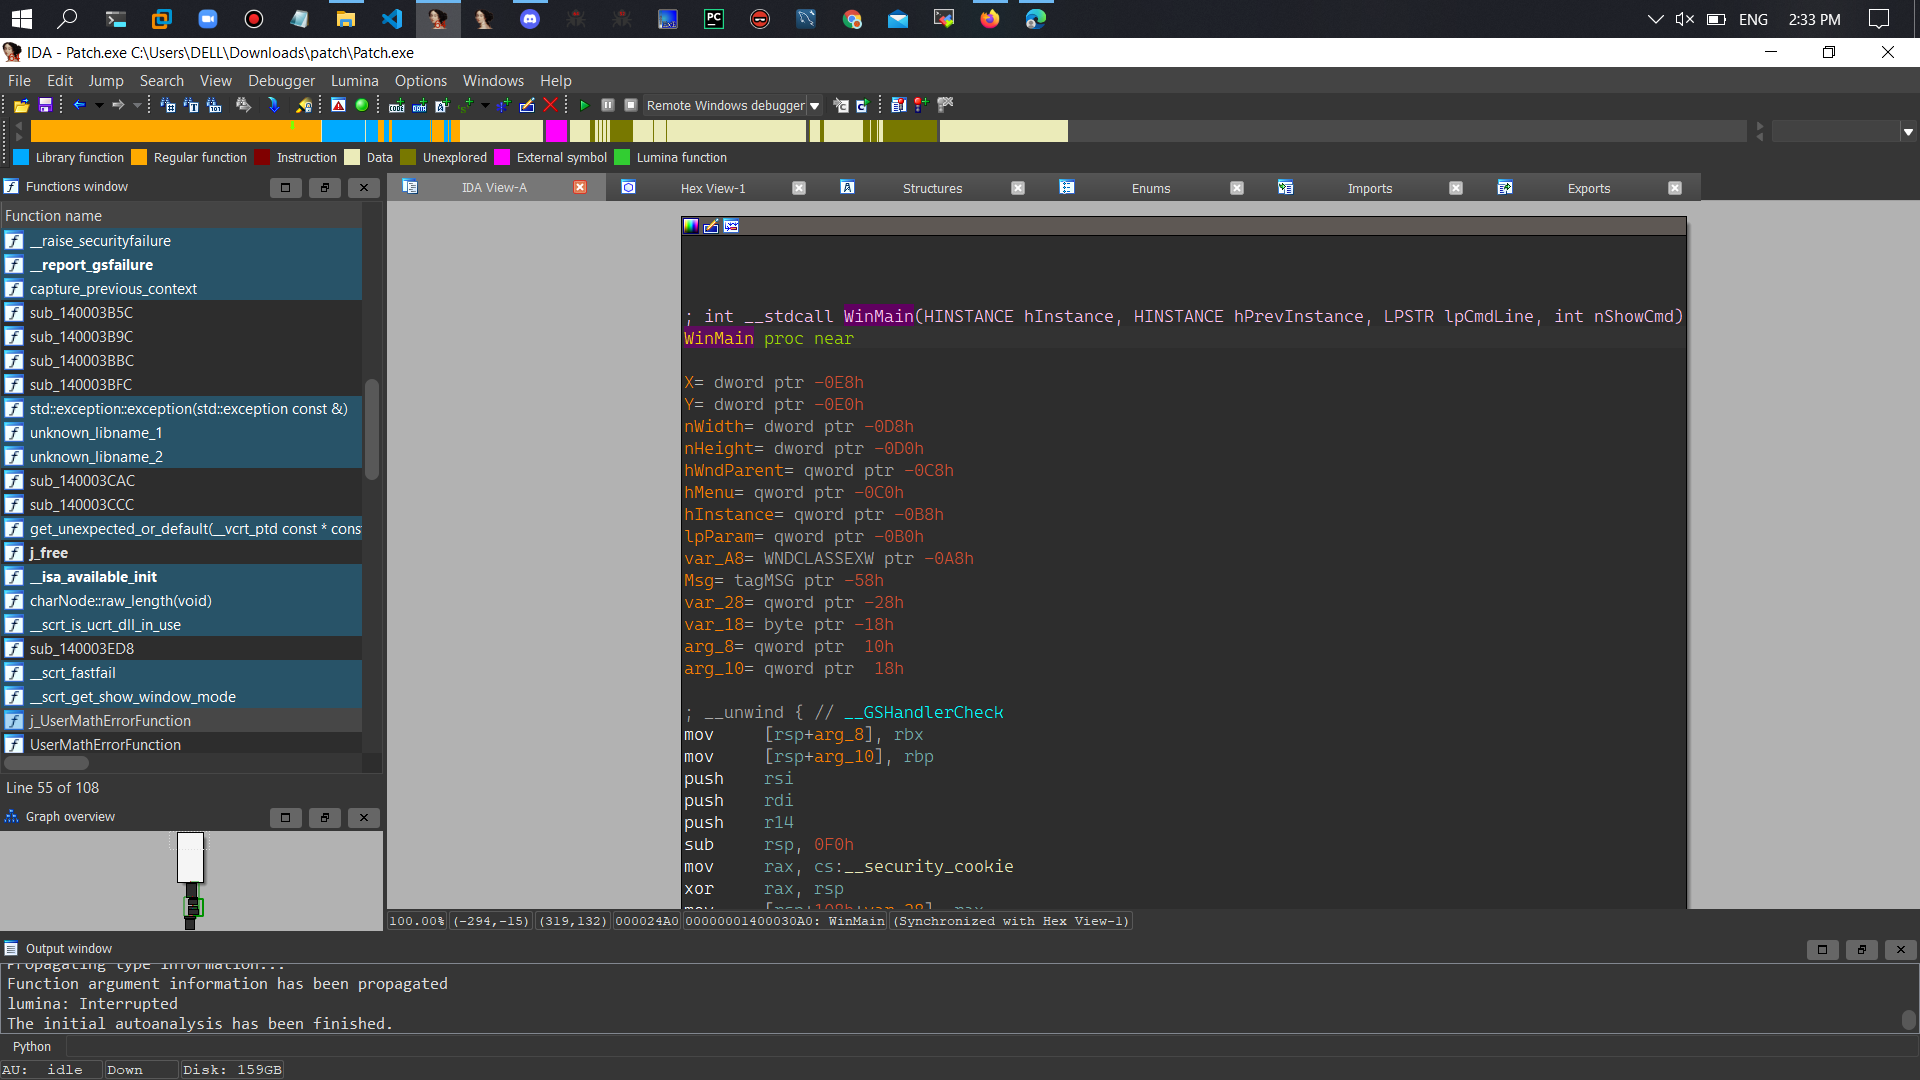 ENG
2:33 PM
IDA - Patch.exe C:\Users\DELL\Downloads\patch\Patch.exe
File Edit Jump Search View Debugger Lumina Options Windows Help
Remote Windows debugger
Library function Regular function Instruction Data Unexplored External symbol Lumina function
Functions window
IDA View-A Hex View-1 Structures Enums Imports Exports
Function name
__raise_securityfailure
__report_gsfailure
capture_previous_context
sub_140003B5C
sub_140003B9C
sub_140003BBC
sub_140003BFC
std::exception::exception(std::exception const &)
unknown_libname_1
unknown_libname_2
sub_140003CAC
sub_140003CCC
get_unexpected_or_default(__vcrt_ptd const * cons
j_free
__isa_available_init
charNode::raw_length(void)
__scrt_is_ucrt_dll_in_use
sub_140003ED8
__scrt_fastfail
__scrt_get_show_window_mode
j_UserMathErrorFunction
UserMathErrorFunction
Line 55 of 108
Graph overview
; int __stdcall WinMain(HINSTANCE hInstance, HINSTANCE hPrevInstance, LPSTR lpCmdLine, int nShowCmd)
WinMain proc near
X= dword ptr -0E8h
Y= dword ptr -0E0h
nWidth= dword ptr -0D8h
nHeight= dword ptr -0D0h
hWndParent= qword ptr -0C8h
hMenu= qword ptr -0C0h
hInstance= qword ptr -0B8h
lpParam= qword ptr -0B0h
var_A8= WNDCLASSEXW ptr -0A8h
Msg= tagMSG ptr -58h
var_28= qword ptr -28h
var_18= byte ptr -18h
arg_8= qword ptr  10h
arg_10= qword ptr  18h
; __unwind { // __GSHandlerCheck
mov     [rsp+arg_8], rbx
mov     [rsp+arg_10], rbp
push    rsi
push    rdi
push    r14
sub     rsp, 0F0h
mov     rax, cs:__security_cookie
xor     rax, rsp
mov     [rsp+108h+var_28], rax
100.00% (-294,-15) (319,132) 000024A0 00000001400030A0: WinMain (Synchronized with Hex View-1)
Output window
Propagating type information...
Function argument information has been propagated
lumina: Interrupted
The initial autoanalysis has been finished.
Python
AU: idle Down Disk: 159GB